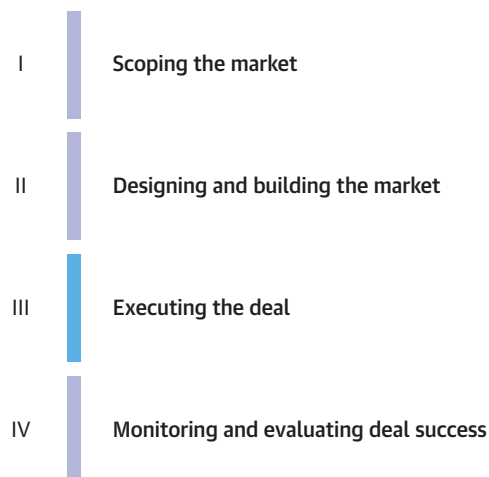 I Scoping the market
II Designing and building the market
III Executing the deal
IV Monitoring and evaluating deal success